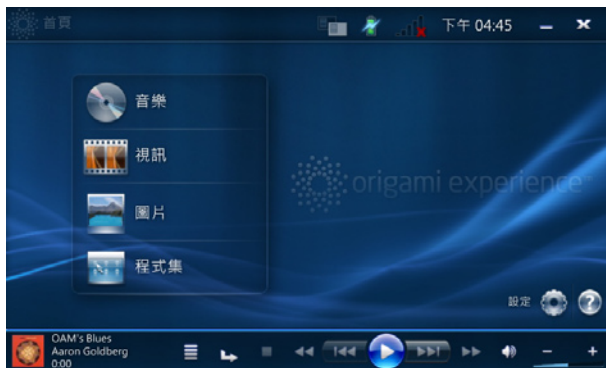 首頁
下午 04:45
音樂
視訊
圖片
程式集
origami experience
設定
OAM's Blues
Aaron Goldberg
0:00